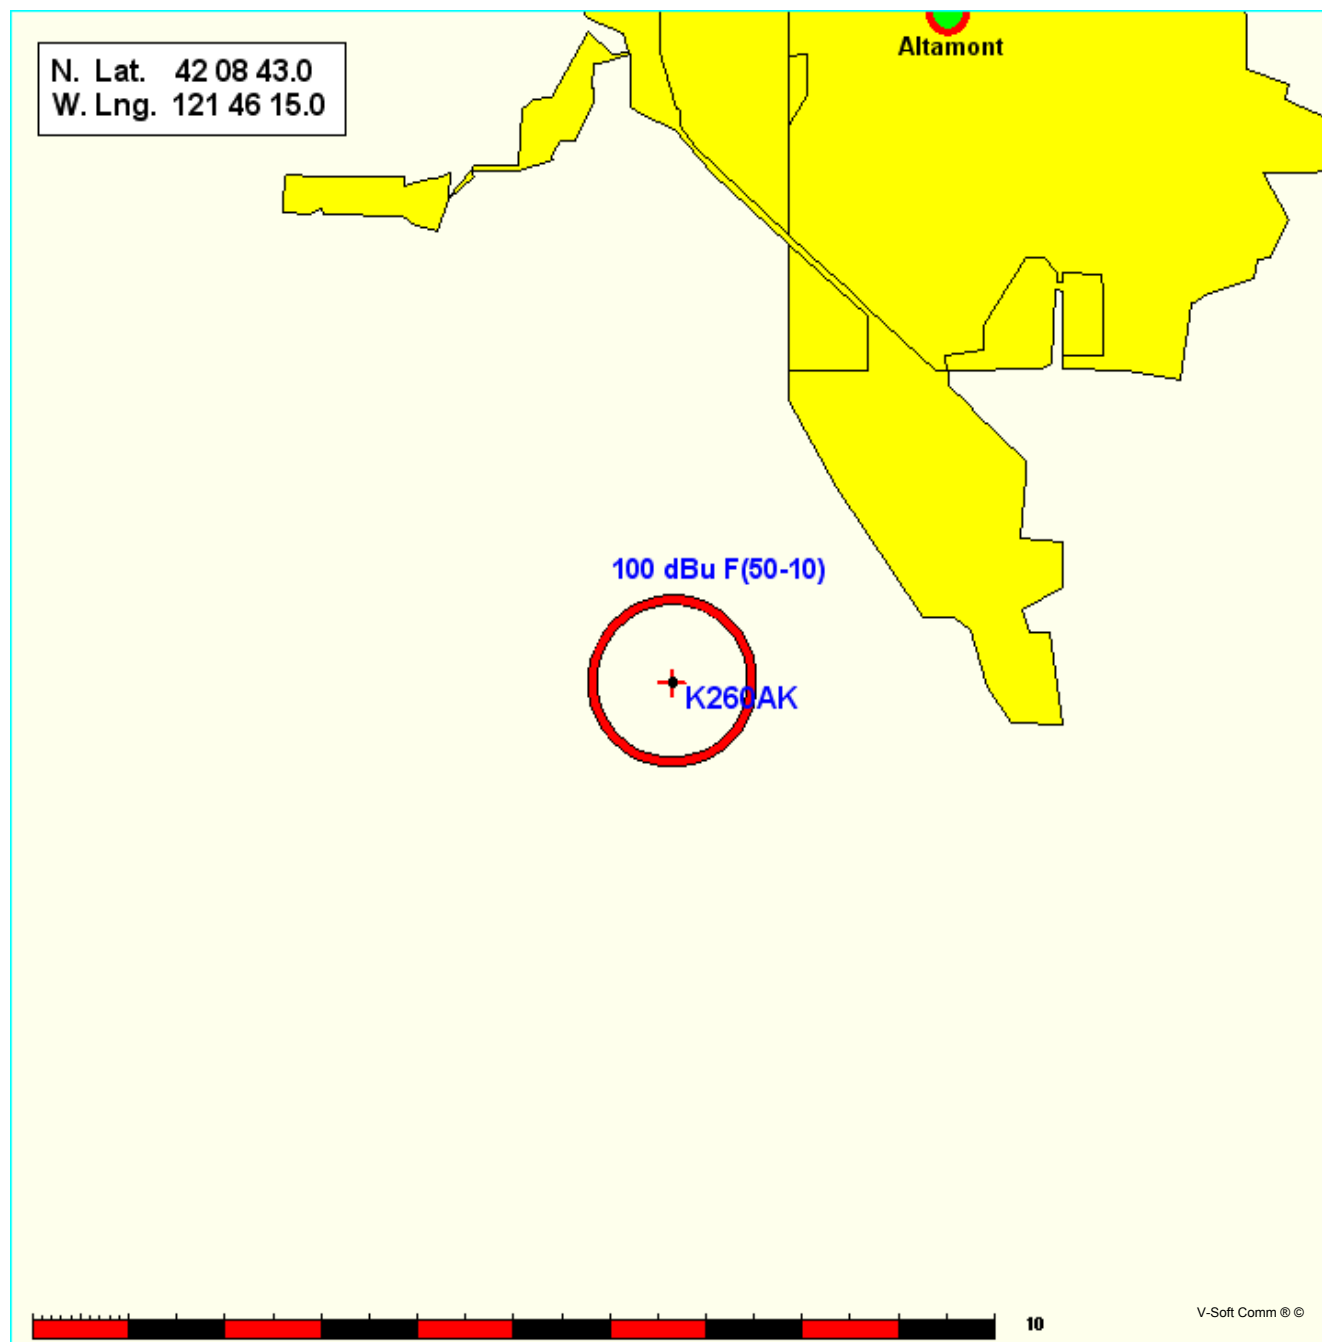 Altamont
N. Lat. 42 08 43.0
W. Lng. 121 46 15.0
100 dBu F(50-10)
K260AK
V-Soft Comm ® ©
10